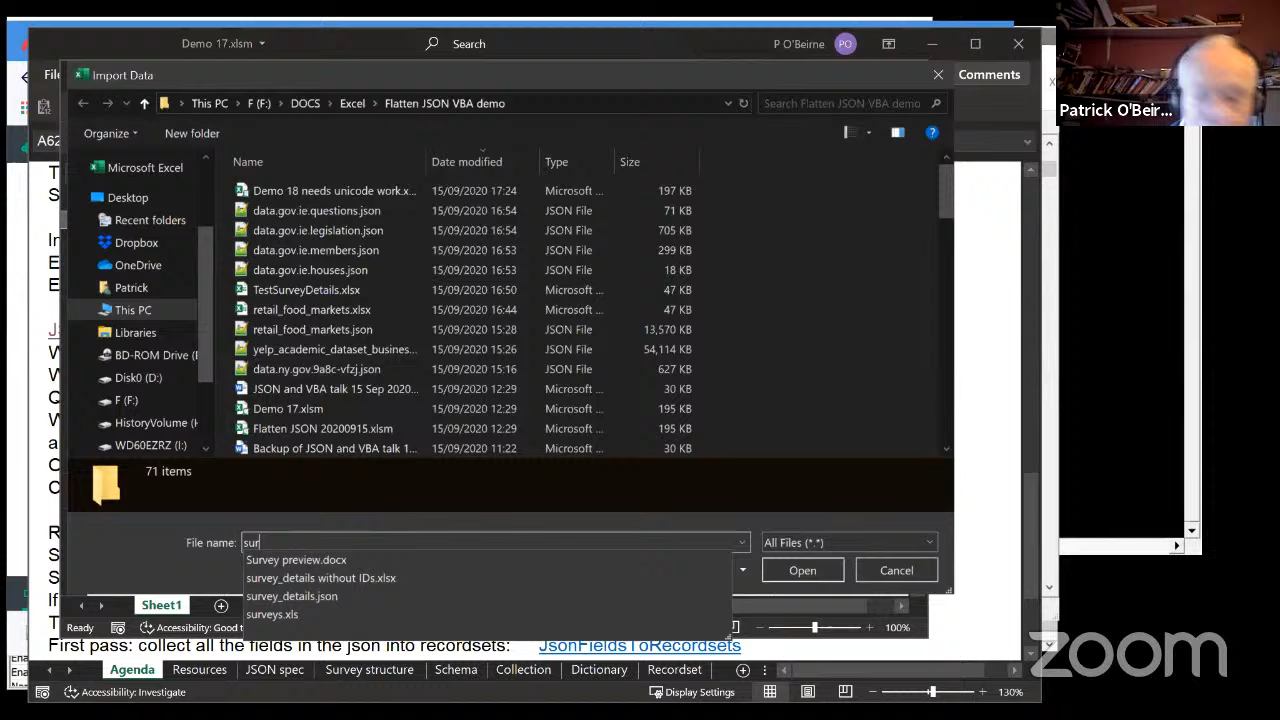 Demo 17.xlsm
Search
P O'Beirne PO
Import Data
Comments
This PC > F (F:) > DOCS > Excel > Flatten JSON VBA demo
Search Flatten JSON VBA demo
Organize
New folder
Name Date modified Type Size
Microsoft Excel
Desktop
Recent folders
Dropbox
OneDrive
Patrick
This PC
Libraries
BD-ROM Drive (
Disk0 (D:)
F (F:)
HistoryVolume (
WD60EZRZ (I:)
Demo 18 needs unicode work.x... 15/09/2020 17:24 Microsoft ... 197 KB
data.gov.ie.questions.json 15/09/2020 16:54 JSON File 71 KB
data.gov.ie.legislation.json 15/09/2020 16:54 JSON File 705 KB
data.gov.ie.members.json 15/09/2020 16:53 JSON File 299 KB
data.gov.ie.houses.json 15/09/2020 16:53 JSON File 18 KB
TestSurveyDetails.xlsx 15/09/2020 16:50 Microsoft ... 47 KB
retail_food_markets.xlsx 15/09/2020 16:44 Microsoft ... 47 KB
retail_food_markets.json 15/09/2020 15:28 JSON File 13,570 KB
yelp_academic_dataset_busines... 15/09/2020 15:26 JSON File 54,114 KB
data.ny.gov.9a8c-vfzj.json 15/09/2020 15:16 JSON File 627 KB
JSON and VBA talk 15 Sep 2020... 15/09/2020 12:29 Microsoft ... 30 KB
Demo 17.xlsm 15/09/2020 12:29 Microsoft ... 195 KB
Flatten JSON 20200915.xlsm 15/09/2020 12:29 Microsoft ... 195 KB
Backup of JSON and VBA talk 1... 15/09/2020 11:22 Microsoft ... 30 KB
71 items
File name: sur
All Files (*.*)
Survey preview.docx
survey_details without IDs.xlsx
survey_details.json
surveys.xls
Open
Cancel
Sheet1
Ready
Accessibility: Good t
100%
First pass: collect all the fields in the json into recordsets: JsonFieldsToRecordsets
Agenda Resources JSON spec Survey structure Schema Collection Dictionary Recordset
Accessibility: Investigate
Display Settings
130%
Patrick O'Beir...
zoom